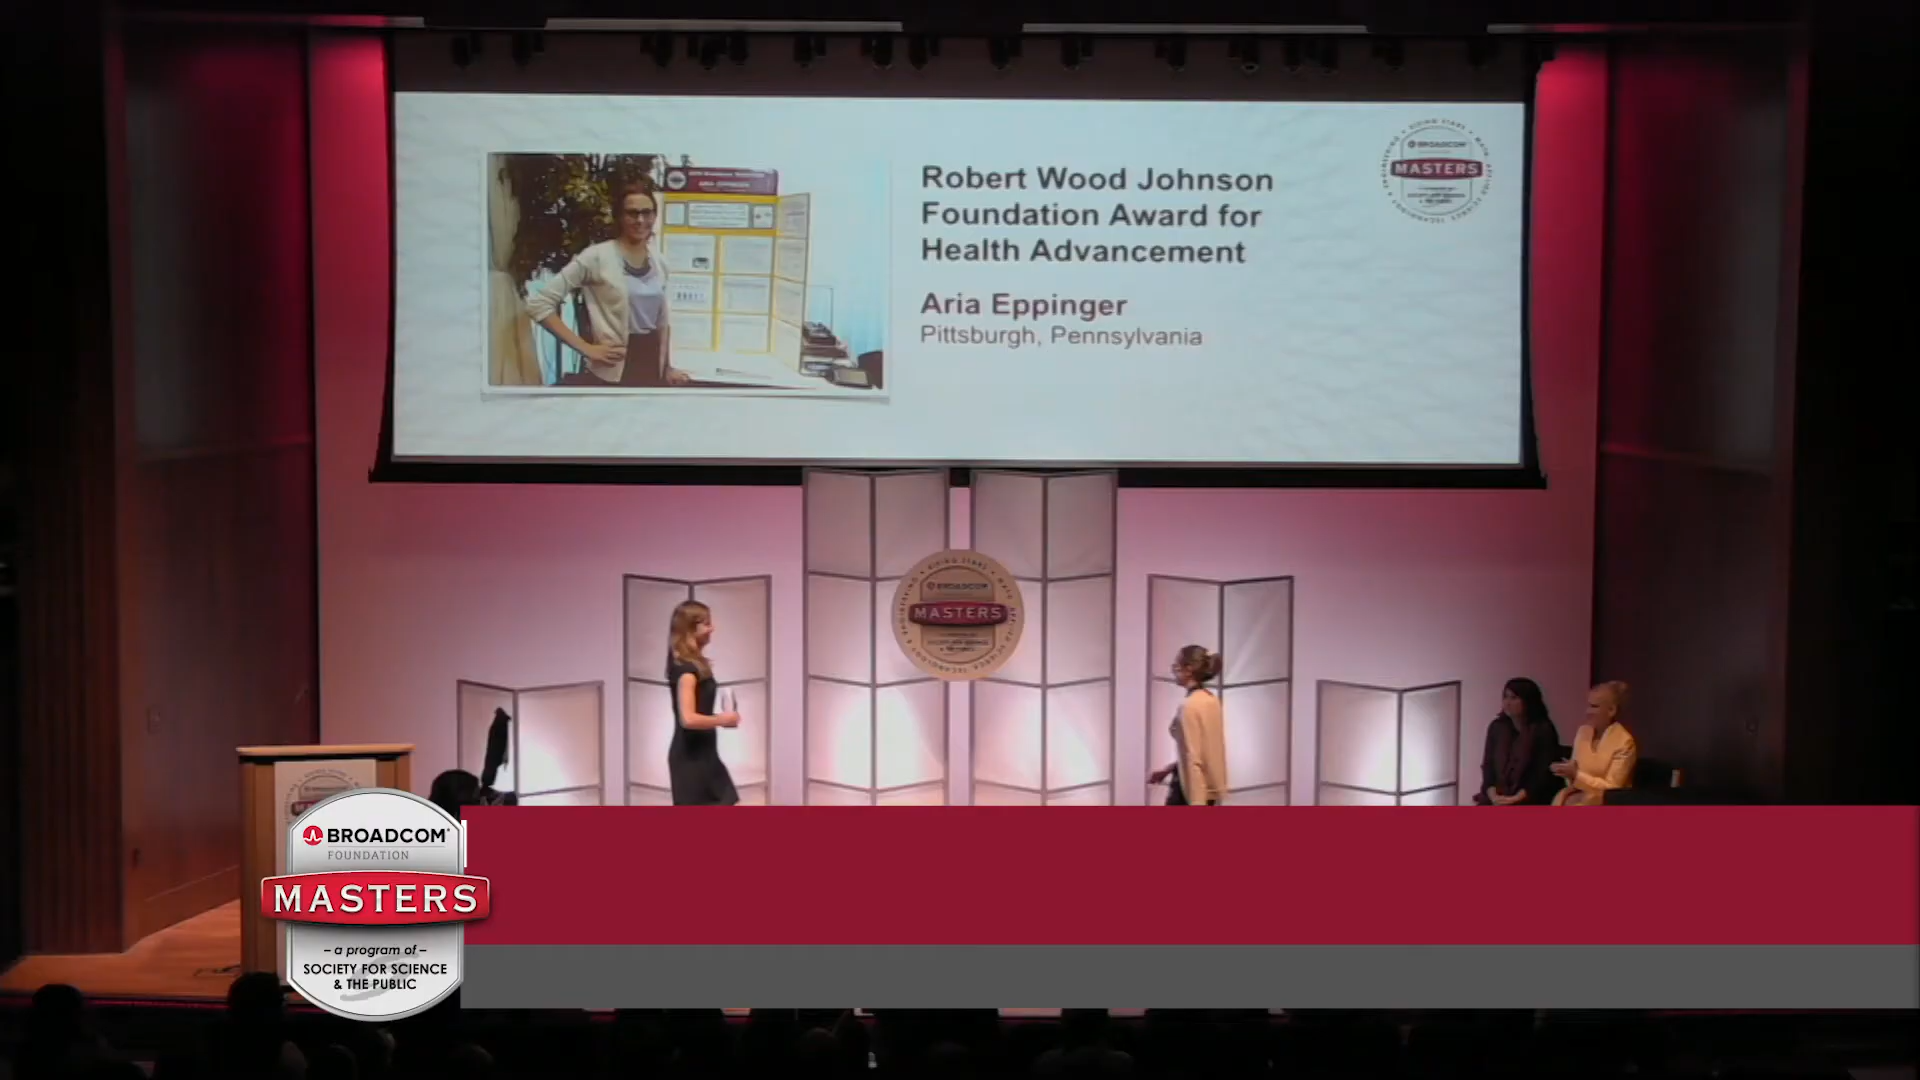 BROADCOM
MASTERS
Robert Wood Johnson
Foundation Award for
Health Advancement
Aria Eppinger
Pittsburgh, Pennsylvania
BROADCOM
MASTERS
BROADCOM
FOUNDATION
MASTERS
– a program of –
SOCIETY FOR SCIENCE
& THE PUBLIC